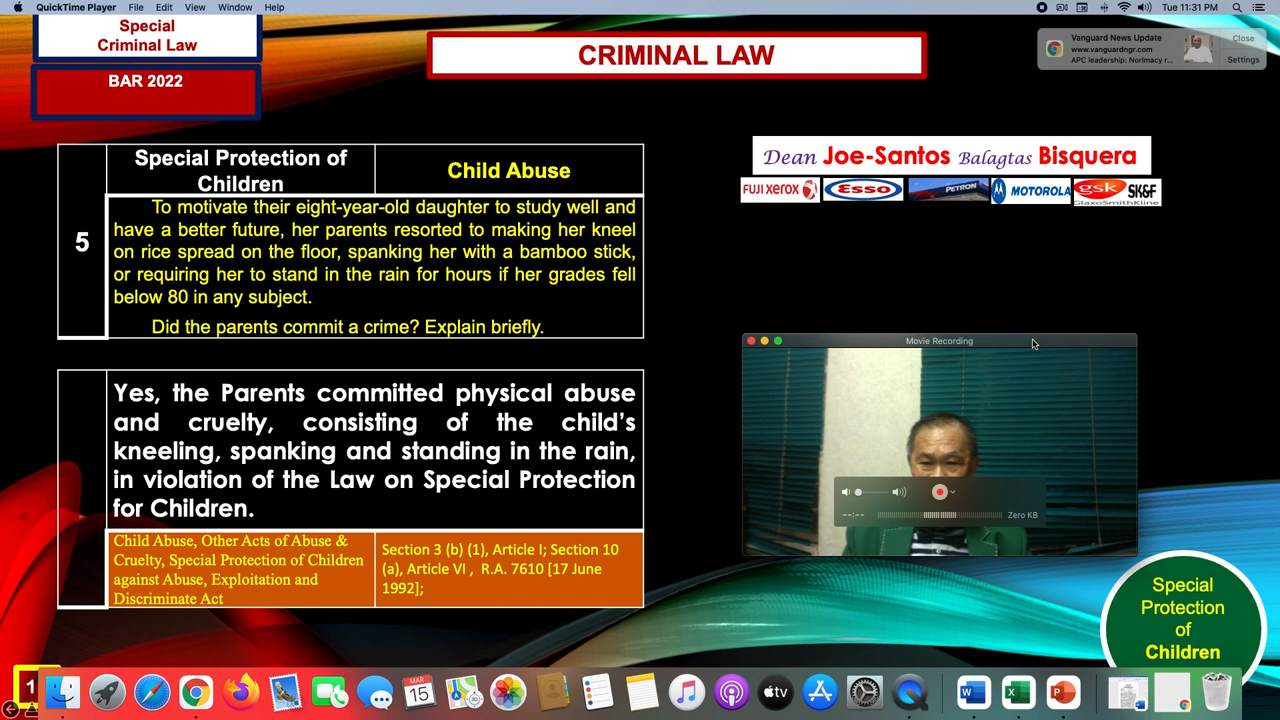 QuickTime Player File Edit View Window Help
Tue 11:31 PM
Special
Criminal Law
BAR 2022
CRIMINAL LAW
Vanguard News Update
www.vanguardngr.com
APC leadership: Norlmacy r...
Close
Settings
Dean Joe-Santos Balagtas Bisquera
FUJI XEROX
Esso
PETRON
MOTOROLA
gsk
GlaxoSmithKline
SK&F
Special Protection of
Children
Child Abuse
5
To motivate their eight-year-old daughter to study well and
have a better future, her parents resorted to making her kneel
on rice spread on the floor, spanking her with a bamboo stick,
or requiring her to stand in the rain for hours if her grades fell
below 80 in any subject.
Did the parents commit a crime? Explain briefly.
Yes, the Parents committed physical abuse
and cruelty, consisting of the child's
kneeling, spanking and standing in the rain,
in violation of the Law on Special Protection
for Children.
Child Abuse, Other Acts of Abuse &
Cruelty, Special Protection of Children
against Abuse, Exploitation and
Discriminate Act
Section 3 (b) (1), Article I; Section 10
(a), Article VI , R.A. 7610 [17 June
1992];
Movie Recording
--:--
Zero KB
Special
Protection
of
Children
1
MAR
15
tv